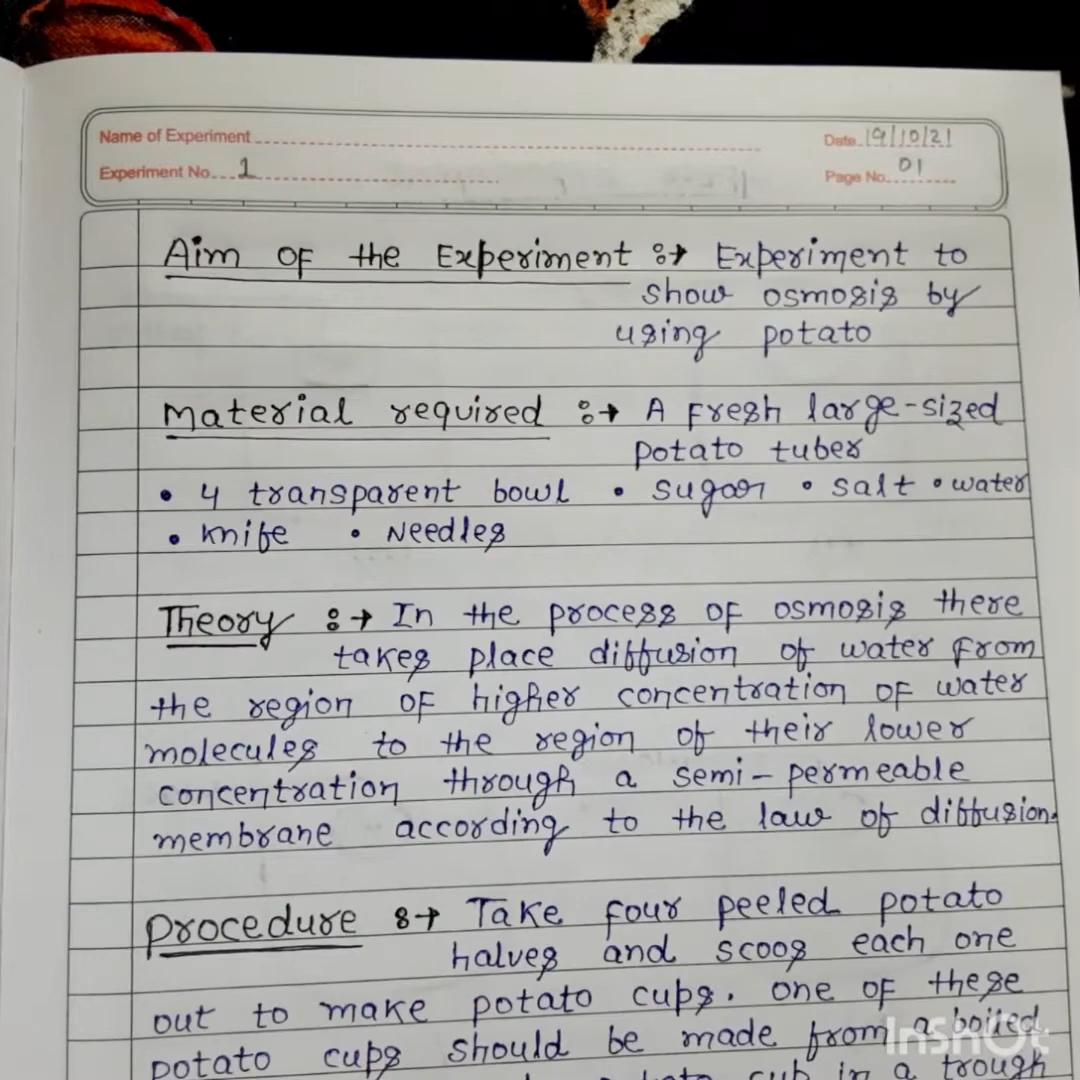 Name of Experiment
Date 19/10/21
Experiment No. 1
Page No. 01
Aim of the Experiment :→ Experiment to
show osmosis by
using potato
Material required :→ A fresh large-sized
potato tuber
• 4 transparent bowl • sugar • salt • water
• knife • Needles
Theory :→ In the process of osmosis there
takes place diffusion of water from
the region of higher concentration of water
molecules to the region of their lower
concentration through a semi-permeable
membrane according to the law of diffusion.
Procedure :→ Take four peeled potato
halves and scoos each one
out to make potato cups. one of these
potato cups should be made from a boiled
cup in a trough
InShOt